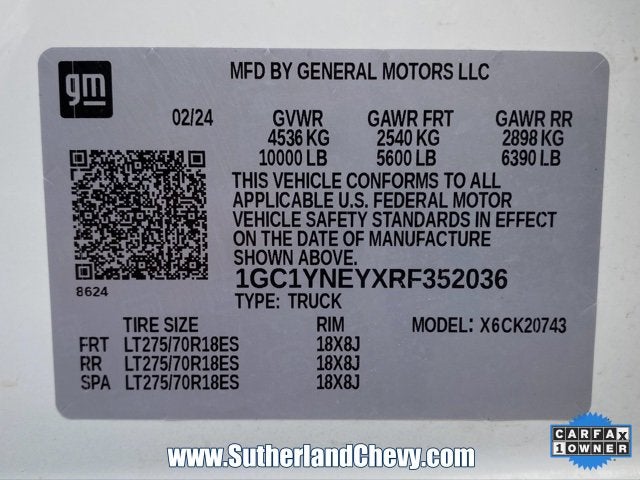 gm
MFD BY GENERAL MOTORS LLC
02/24 GVWR GAWR FRT GAWR RR
4536 KG 2540 KG 2898 KG
10000 LB 5600 LB 6390 LB
THIS VEHICLE CONFORMS TO ALL
APPLICABLE U.S. FEDERAL MOTOR
VEHICLE SAFETY STANDARDS IN EFFECT
ON THE DATE OF MANUFACTURE
SHOWN ABOVE.
8624
1GC1YNEYXRF352036
TYPE: TRUCK
TIRE SIZE RIM MODEL: X6CK20743
FRT LT275/70R18ES 18X8J
RR LT275/70R18ES 18X8J
SPA LT275/70R18ES 18X8J
www.SutherlandChevy.com
CARFAX
1 OWNER